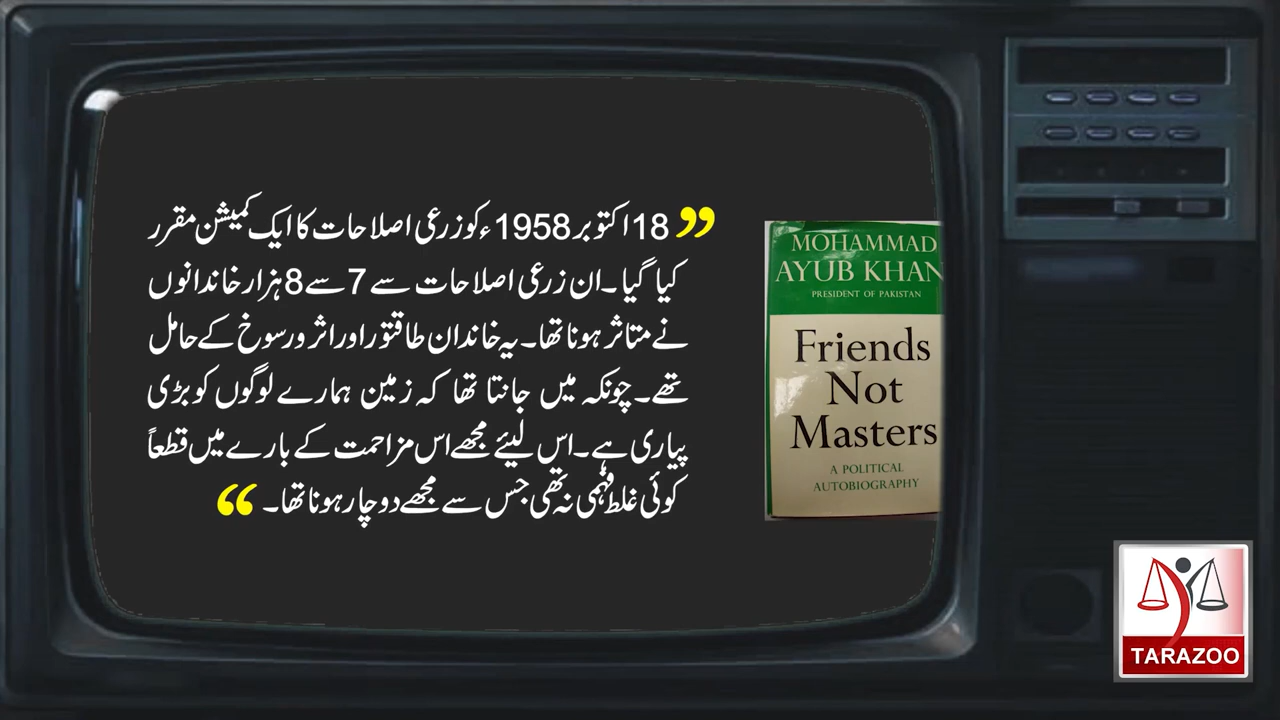 18اکتوبر1958ء کو زرعی اصلاحات کا ایک کمیشن مقرر
کیا گیا۔ ان زرعی اصلاحات سے 7 سے 8 ہزار خاندانوں
نے متاثر ہونا تھا۔ یہ خاندان طاقتور اور اثر و رسوخ کے حامل
تھے۔ چونکہ میں جانتا تھا کہ زمین ہمارے لوگوں کو بڑی
پیاری ہے۔ اس لیئے مجھے اس مزاحمت کے بارے میں قطعاً
کوئی غلط فہمی نہ تھی جس سے مجھے دوچار ہونا تھا۔
MOHAMMAD
AYUB KHAN
PRESIDENT OF PAKISTAN
Friends
Not
Masters
A POLITICAL
AUTOBIOGRAPHY
TARAZOO